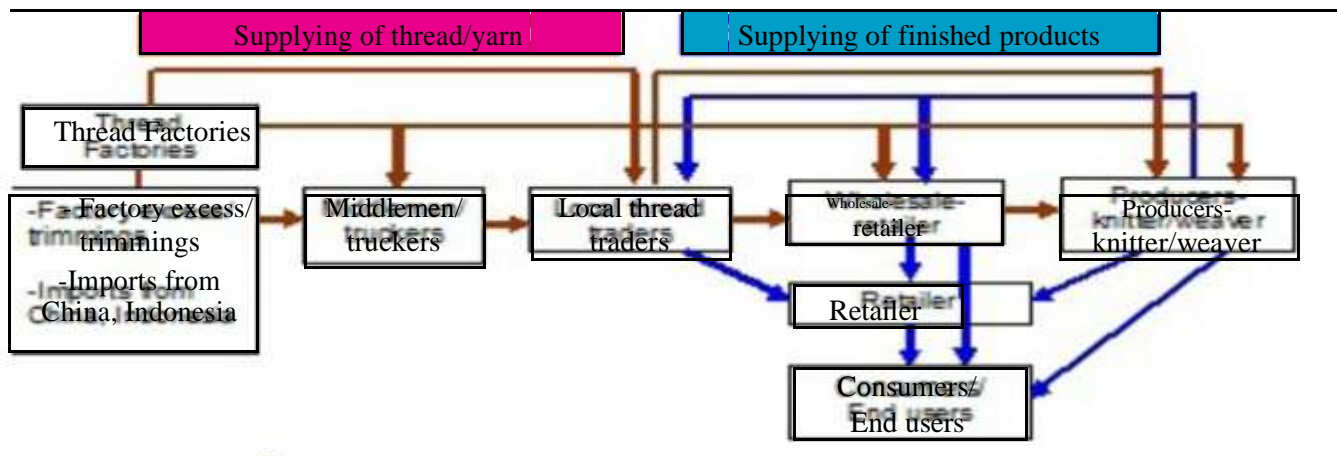 Supplying of thread/yarn
Supplying of finished products
Thread Factories
- Factory excess/
trimmings
-Imports from
China, Indonesia
Middlemen/
truckers
Local thread
traders
Wholesale-
retailer
Producers-
knitter/weaver
Retailer
Consumers/
End users